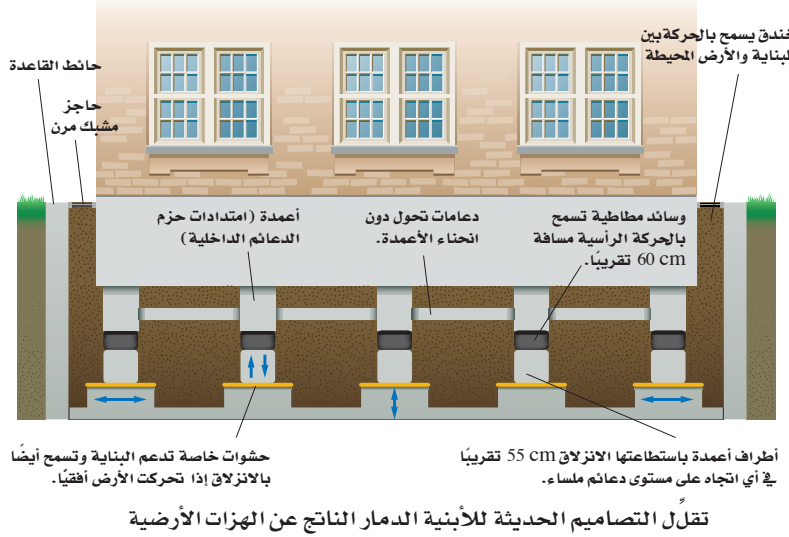 خندق يسمح بالحركة بين
البناية والأرض المحيطة
حائط القاعدة
حاجز
مشبك مرن
وسائد مطاطية تسمح
بالحركة الرأسية مسافة
60 cm تقريبًا.
دعامات تحول دون
انحناء الأعمدة.
أعمدة (امتدادات حزم
الدعائم الداخلية)
أطراف أعمدة باستطاعتها الانزلاق 55 cm تقريبًا
في أي اتجاه على مستوى دعائم ملساء.
حشوات خاصة تدعم البناية وتسمح أيضًا
بالانزلاق إذا تحركت الأرض أفقيًا.
تقلِّل التصاميم الحديثة للأبنية الدمار الناتج عن الهزات الأرضية